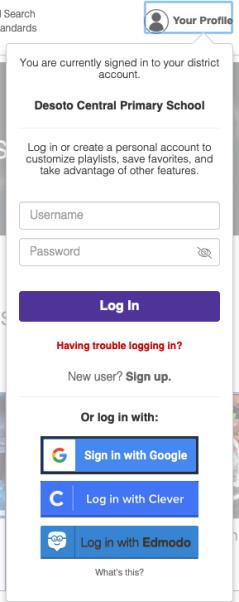 l Search
andards
Your Profile
You are currently signed in to your district
account.
Desoto Central Primary School
Log in or create a personal account to
customize playlists, save favorites, and
take advantage of other features.
Username
Password
Log In
Having trouble logging in?
New user? Sign up.
Or log in with:
G Sign in with Google
C Log in with Clever
Log in with Edmodo
What's this?